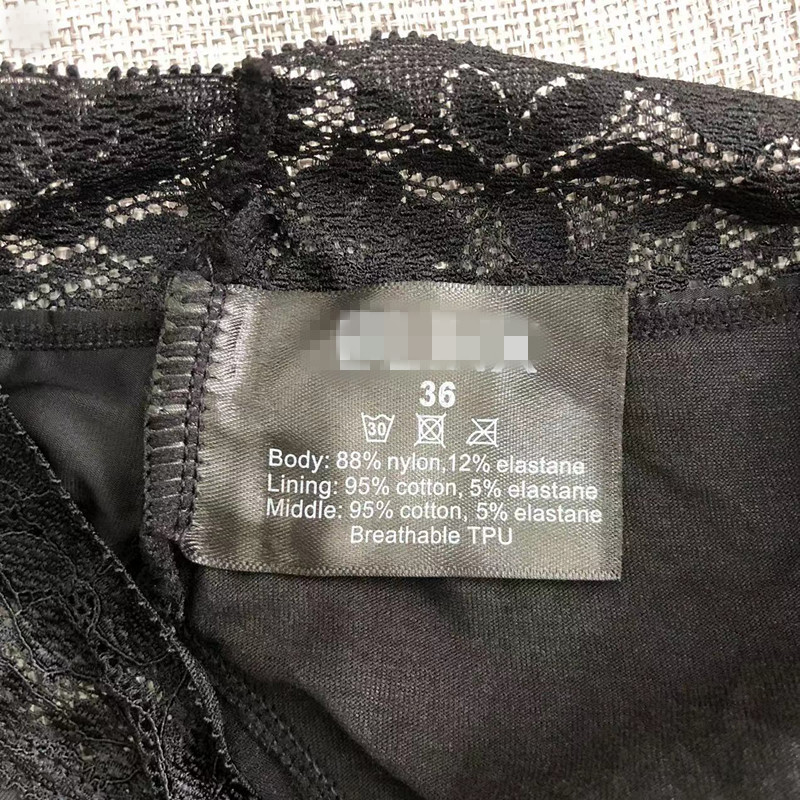 36
30
Body: 88% nylon,12% elastane
Lining: 95% cotton, 5% elastane
Middle: 95% cotton, 5% elastane
Breathable TPU